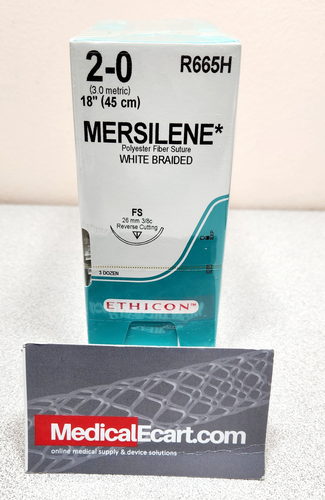 2-0 R665H
(3.0 metric)
18" (45 cm)
MERSILENE*
Polyester Fiber Suture
WHITE BRAIDED
FS
26 mm 3/8c
Reverse Cutting
3 DOZEN
ETHICON™
MedicalEcart.com
online medical supply & device solutions